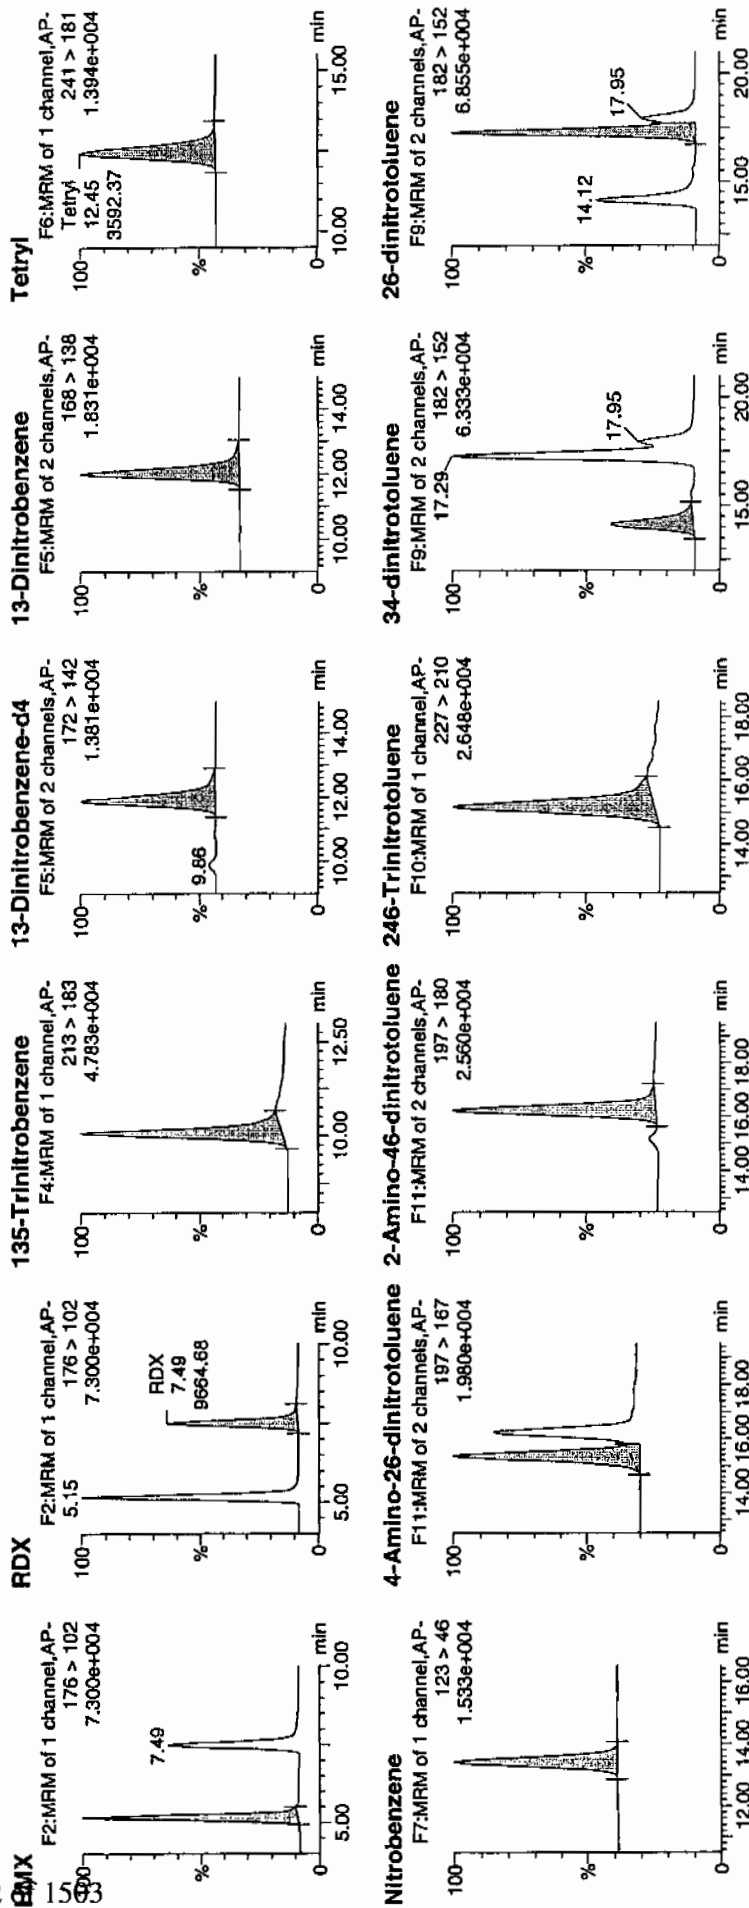 HMX
F2:MRM of 1 channel,AP-
176 > 102
7.300e+004
100
7.49
%
0
5.00 10.00
min
RDX
F2:MRM of 1 channel,AP-
5.15
176 > 102
7.300e+004
100
RDX
7.49
9664.68
%
0
5.00 10.00
min
135-Trinitrobenzene
F4:MRM of 1 channel,AP-
213 > 183
4.783e+004
100
%
0
10.00 12.50
min
13-Dinitrobenzene-d4
F5:MRM of 2 channels,AP-
172 > 142
1.381e+004
100
9.86
%
0
10.00 12.00 14.00
min
13-Dinitrobenzene
F5:MRM of 2 channels,AP-
168 > 138
1.831e+004
100
%
0
10.00 12.00 14.00
min
Tetryl
F6:MRM of 1 channel,AP-
241 > 181
1.394e+004
100
Tetryl
12.45
3592.37
%
0
10.00 15.00
min
Nitrobenzene
F7:MRM of 1 channel,AP-
123 > 46
1.533e+004
100
%
0
12.00 14.00 16.00
min
4-Amino-26-dinitrotoluene
F11:MRM of 2 channels,AP-
197 > 167
1.980e+004
100
%
0
14.00 16.00 18.00
min
2-Amino-46-dinitrotoluene
F11:MRM of 2 channels,AP-
197 > 180
2.560e+004
100
%
0
14.00 16.00 18.00
min
246-Trinitrotoluene
F10:MRM of 1 channel,AP-
227 > 210
2.648e+004
100
%
0
14.00 16.00 18.00
min
34-dinitrotoluene
F9:MRM of 2 channels,AP-
17.29
182 > 152
6.333e+004
100
17.95
%
0
15.00 20.00
min
26-dinitrotoluene
F9:MRM of 2 channels,AP-
182 > 152
6.855e+004
100
14.12
17.95
%
0
15.00 20.00
min
1503